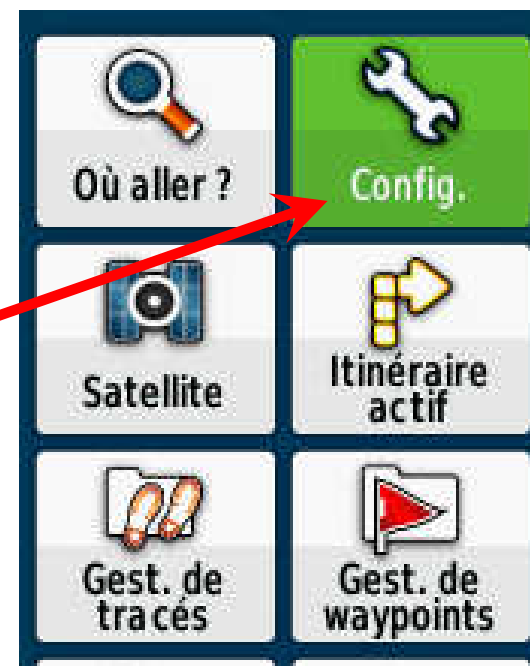 Où aller ?
Config.
Satellite
Itinéraire
actif
Gest. de
tracés
Gest. de
waypoints